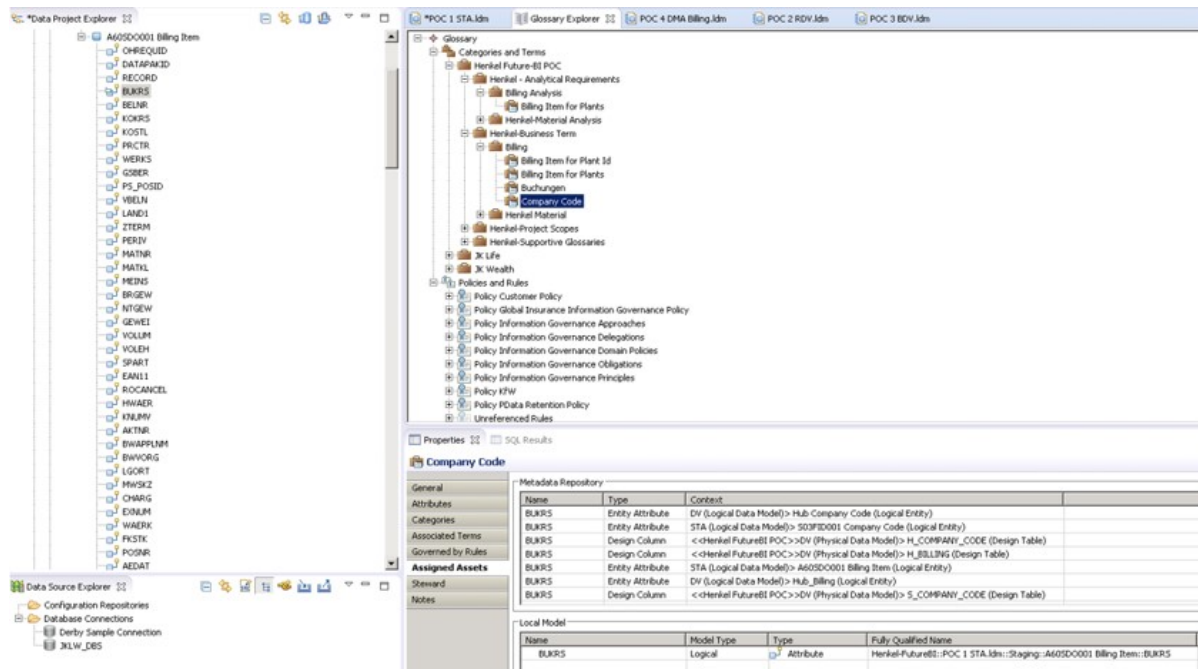 *Data Project Explorer
A60SDO001 Billing Item
OHREQUID
DATAPAKID
RECORD
BUKRS
BELNR
KOKRS
KOSTL
PRCTR
WERKS
GSBER
PS_POSID
VBELN
LAND1
ZTERM
PERIV
MATNR
MATKL
MEINS
BRGEW
NTGEW
GEWEI
VOLUM
VOLEH
SPART
EAN11
ROCANCEL
HWAER
KNUMV
AKTNR
BWAPPLNM
BWVORG
LGORT
MWSKZ
CHARG
EXNUM
WAERK
FKSTK
POSNR
AEDAT
Data Source Explorer
Configuration Repositories
Database Connections
Derby Sample Connection
JKLW_DBS
*POC 1 STA.ldm Glossary Explorer POC 4 DMA Billing.ldm POC 2 RDV.ldm POC 3 BDV.ldm
Glossary
Categories and Terms
Henkel Future-BI POC
Henkel - Analytical Requirements
Billing Analysis
Billing Item for Plants
Henkel-Material Analysis
Henkel-Business Term
Billing
Billing Item for Plant Id
Billing Item for Plants
Buchungen
Company Code
Henkel Material
Henkel-Project Scopes
Henkel-Supportive Glossaries
JK Life
JK Wealth
Policies and Rules
Policy Customer Policy
Policy Global Insurance Information Governance Policy
Policy Information Governance Approaches
Policy Information Governance Delegations
Policy Information Governance Domain Policies
Policy Information Governance Obligations
Policy Information Governance Principles
Policy KfW
Policy PData Retention Policy
Unreferenced Rules
Properties SQL Results
Company Code
General
Attributes
Categories
Associated Terms
Governed by Rules
Assigned Assets
Steward
Notes
Metadata Repository
Name Type Context
BUKRS Entity Attribute DV (Logical Data Model)> Hub Company Code (Logical Entity)
BUKRS Entity Attribute STA (Logical Data Model)> S03FID001 Company Code (Logical Entity)
BUKRS Design Column <<Henkel FutureBI POC>>DV (Physical Data Model)> H_COMPANY_CODE (Design Table)
BUKRS Design Column <<Henkel FutureBI POC>>DV (Physical Data Model)> H_BILLING (Design Table)
BUKRS Entity Attribute STA (Logical Data Model)> A60SDO001 Billing Item (Logical Entity)
BUKRS Entity Attribute DV (Logical Data Model)> Hub_Billing (Logical Entity)
BUKRS Design Column <<Henkel FutureBI POC>>DV (Physical Data Model)> S_COMPANY_CODE (Design Table)
Local Model
Name Model Type Type Fully Qualified Name
BUKRS Logical Attribute Henkel-FutureBI::POC 1 STA.ldm::Staging::A60SDO001 Billing Item::BUKRS